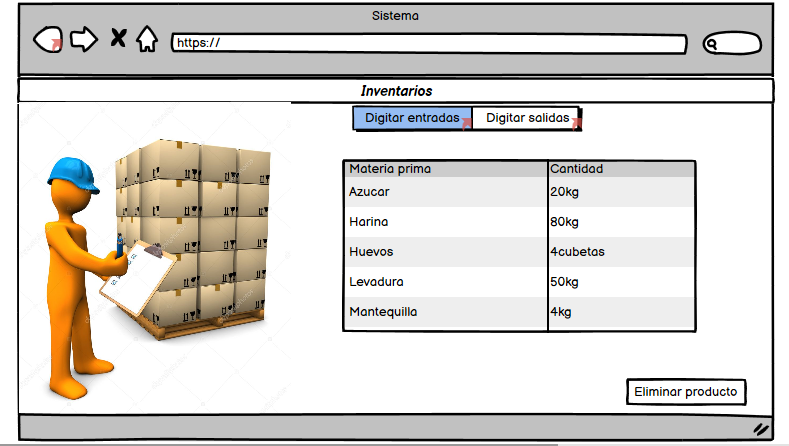 Sistema
https://
Inventarios
Digitar entradas
Digitar salidas
Materia prima Cantidad
Azucar 20kg
Harina 80kg
Huevos 4cubetas
Levadura 50kg
Mantequilla 4kg
Eliminar producto